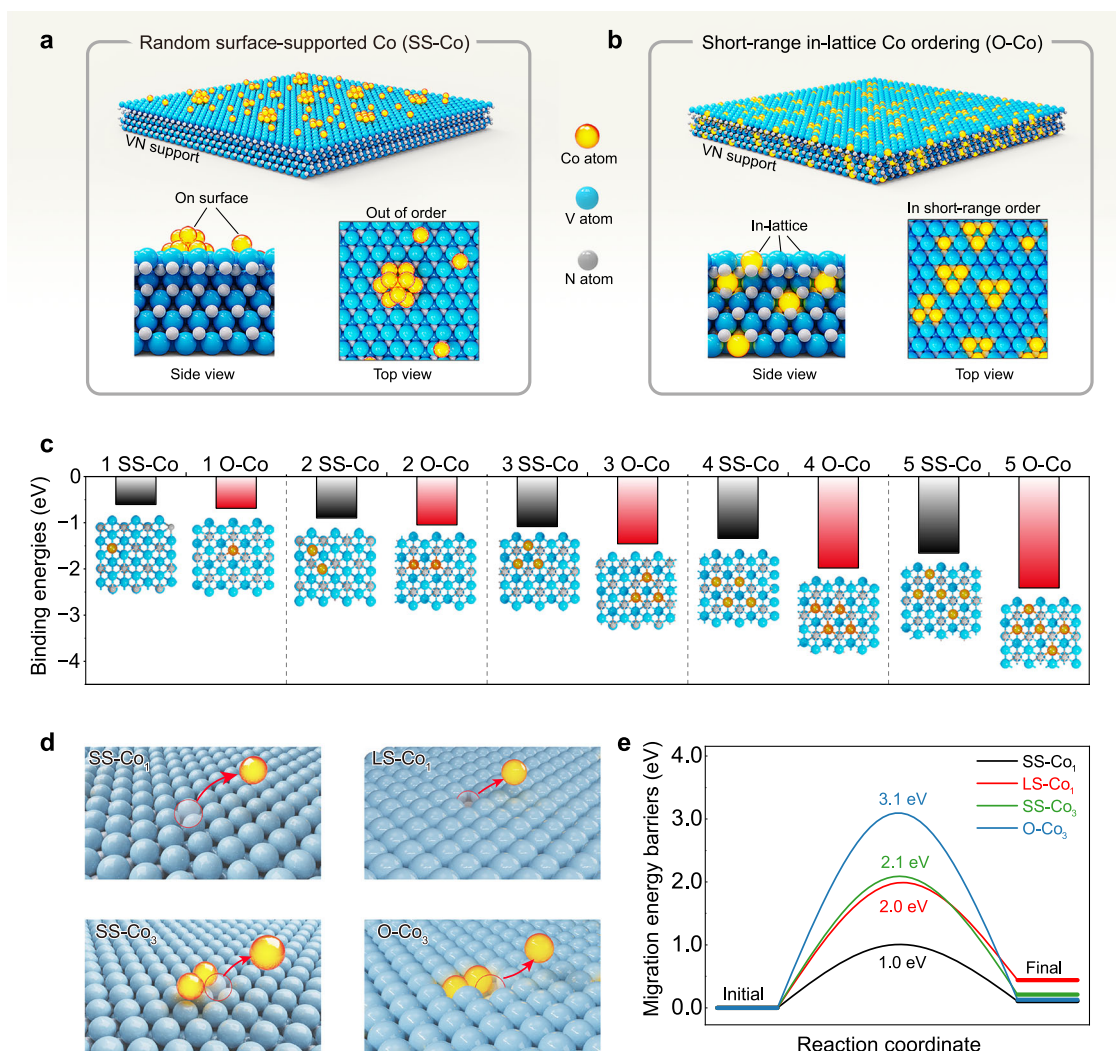 a
Random surface-supported Co (SS-Co)
VN support
On surface
Out of order
Side view
Top view
Co atom
V atom
N atom
b
Short-range in-lattice Co ordering (O-Co)
VN support
In-lattice
In short-range order
Side view
Top view
c
1 SS-Co 1 O-Co 2 SS-Co 2 O-Co 3 SS-Co 3 O-Co 4 SS-Co 4 O-Co 5 SS-Co 5 O-Co
Binding energies (eV)
0
−1
−2
−3
−4
d
SS-Co₁
LS-Co₁
SS-Co₃
O-Co₃
e
Migration energy barriers (eV)
4.0
3.0
2.0
1.0
0.0
SS-Co₁
LS-Co₁
SS-Co₃
O-Co₃
3.1 eV
2.1 eV
2.0 eV
1.0 eV
Initial
Final
Reaction coordinate